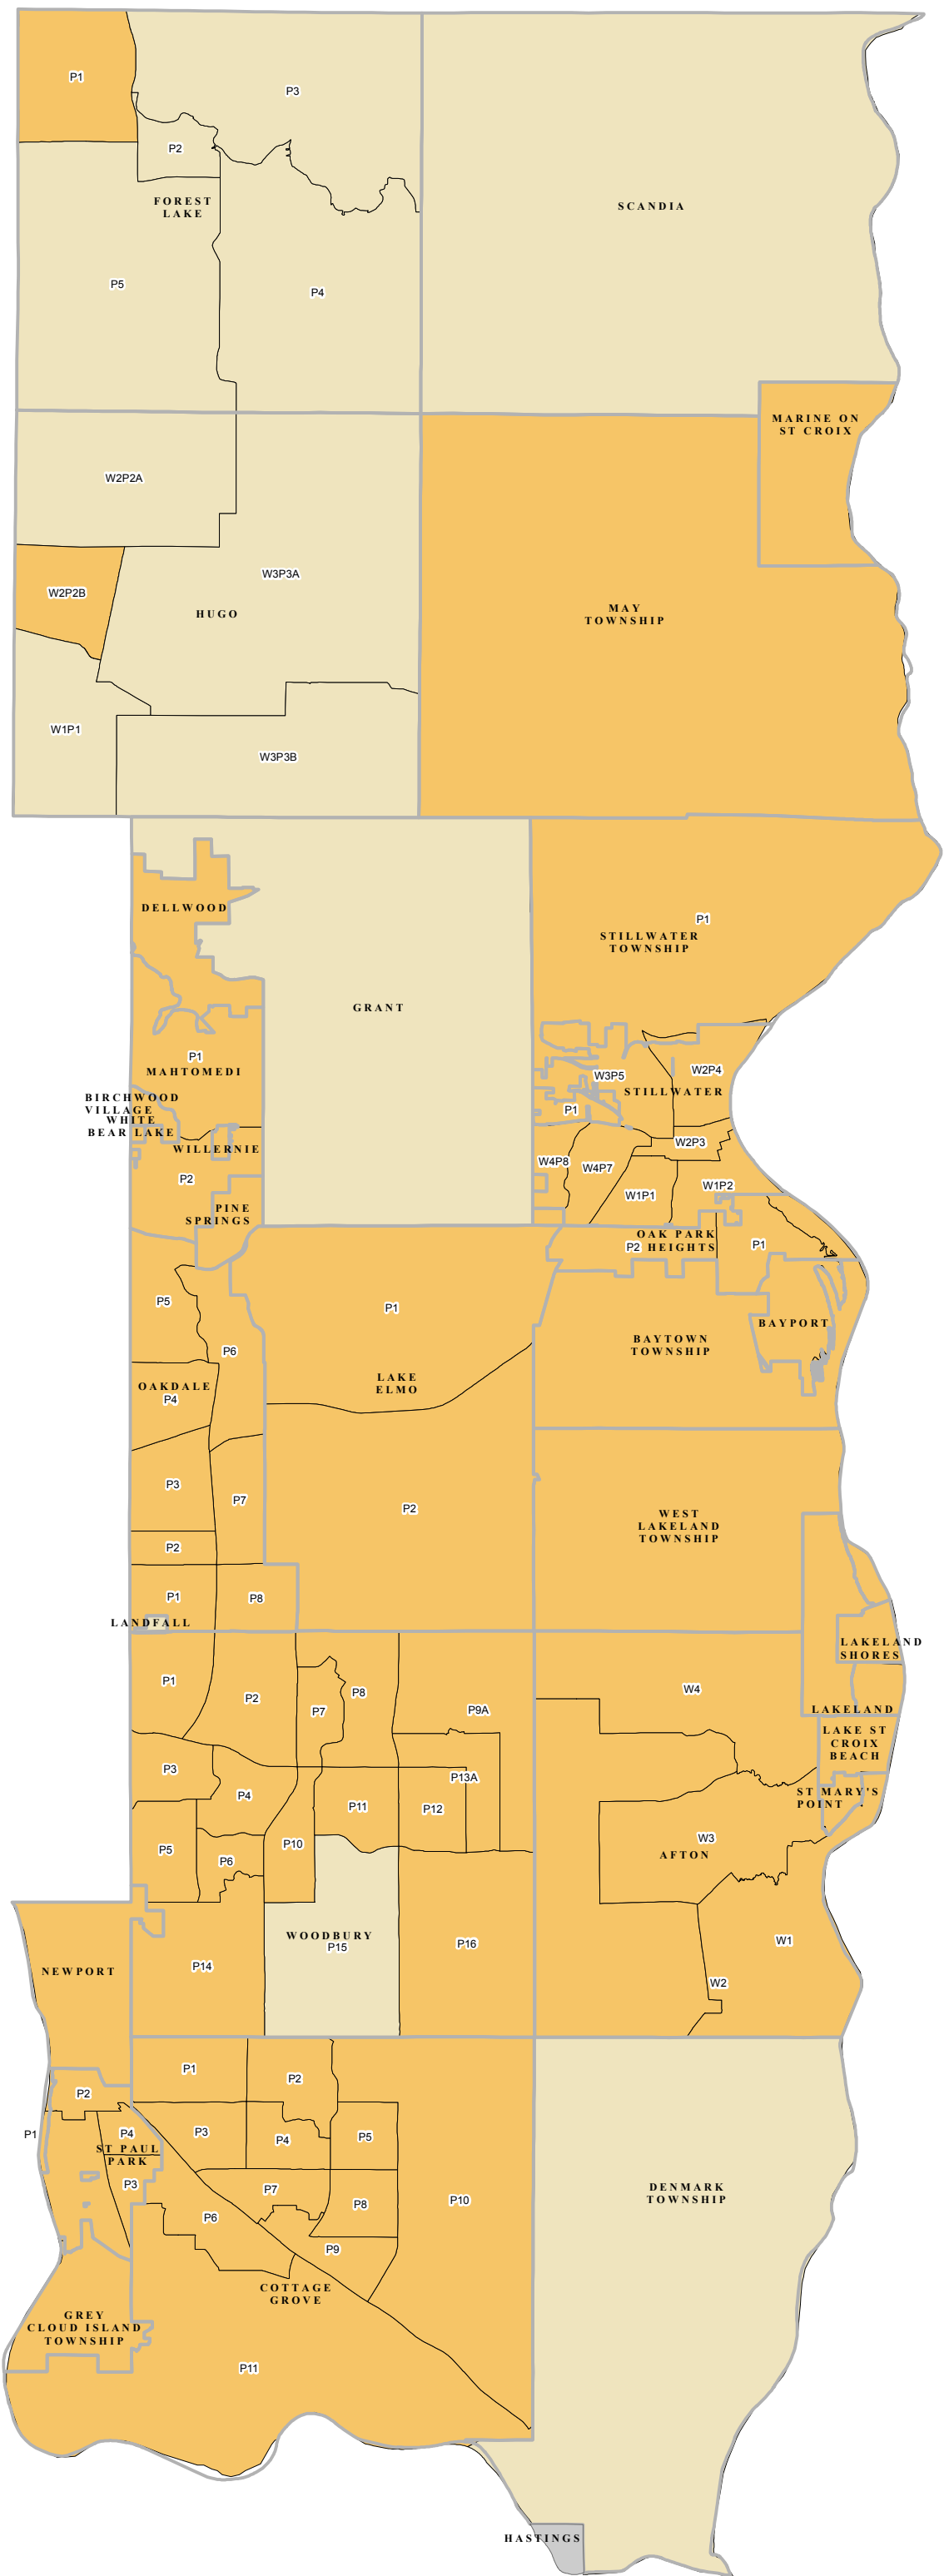 P1
P3
P2
FOREST
LAKE
SCANDIA
P5
P4
MARINE ON
ST CROIX
W2P2A
W3P3A
W2P2B
HUGO
MAY
TOWNSHIP
W1P1
W3P3B
DELLWOOD
P1
STILLWATER
TOWNSHIP
GRANT
P1
MAHTOMEDI
W3P5
W2P4
STILLWATER
BIRCHWOOD
VILLAGE
WHITE
BEAR LAKE
P1
WILLERNIE
W2P3
W4P8
W4P7
P2
W1P1
W1P2
PINE
SPRINGS
OAK PARK
HEIGHTS
P2
P1
P5
P1
BAYPORT
P6
BAYTOWN
TOWNSHIP
LAKE
ELMO
OAKDALE
P4
P3
P7
P2
WEST
LAKELAND
TOWNSHIP
P2
P1
P8
LANDFALL
LAKELAND
SHORES
P1
P2
P7
P8
P9A
W4
LAKELAND
LAKE ST
CROIX
BEACH
P3
P4
P13A
ST MARY'S
POINT
P11
P12
W3
P5
P6
P10
AFTON
WOODBURY
P15
P16
W1
P14
NEWPORT
W2
P1
P2
P2
P1
P4
P3
P4
P5
ST PAUL
PARK
P3
P7
P6
P8
P10
DENMARK
TOWNSHIP
P9
COTTAGE
GROVE
GREY
CLOUD ISLAND
TOWNSHIP
P11
HASTINGS